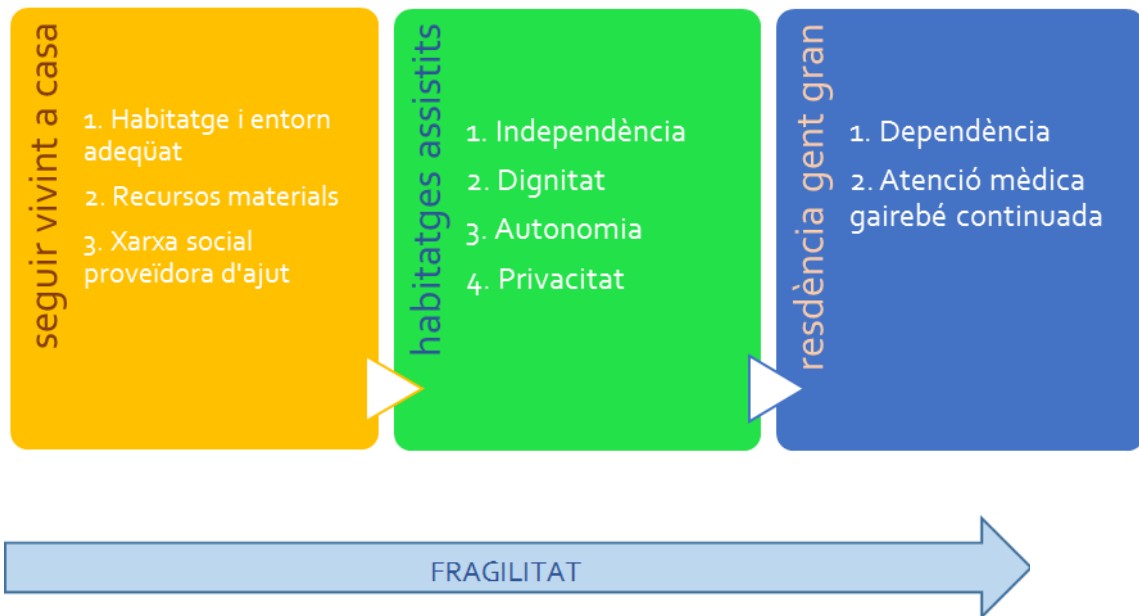 seguir vivint a casa
1. Habitatge i entorn
adeqüat
2. Recursos materials
3. Xarxa social
proveïdora d'ajut
habitatges assistits
1. Independència
2. Dignitat
3. Autonomia
4. Privacitat
resdència gent gran
1. Dependència
2. Atenció mèdica
gairebé continuada
FRAGILITAT